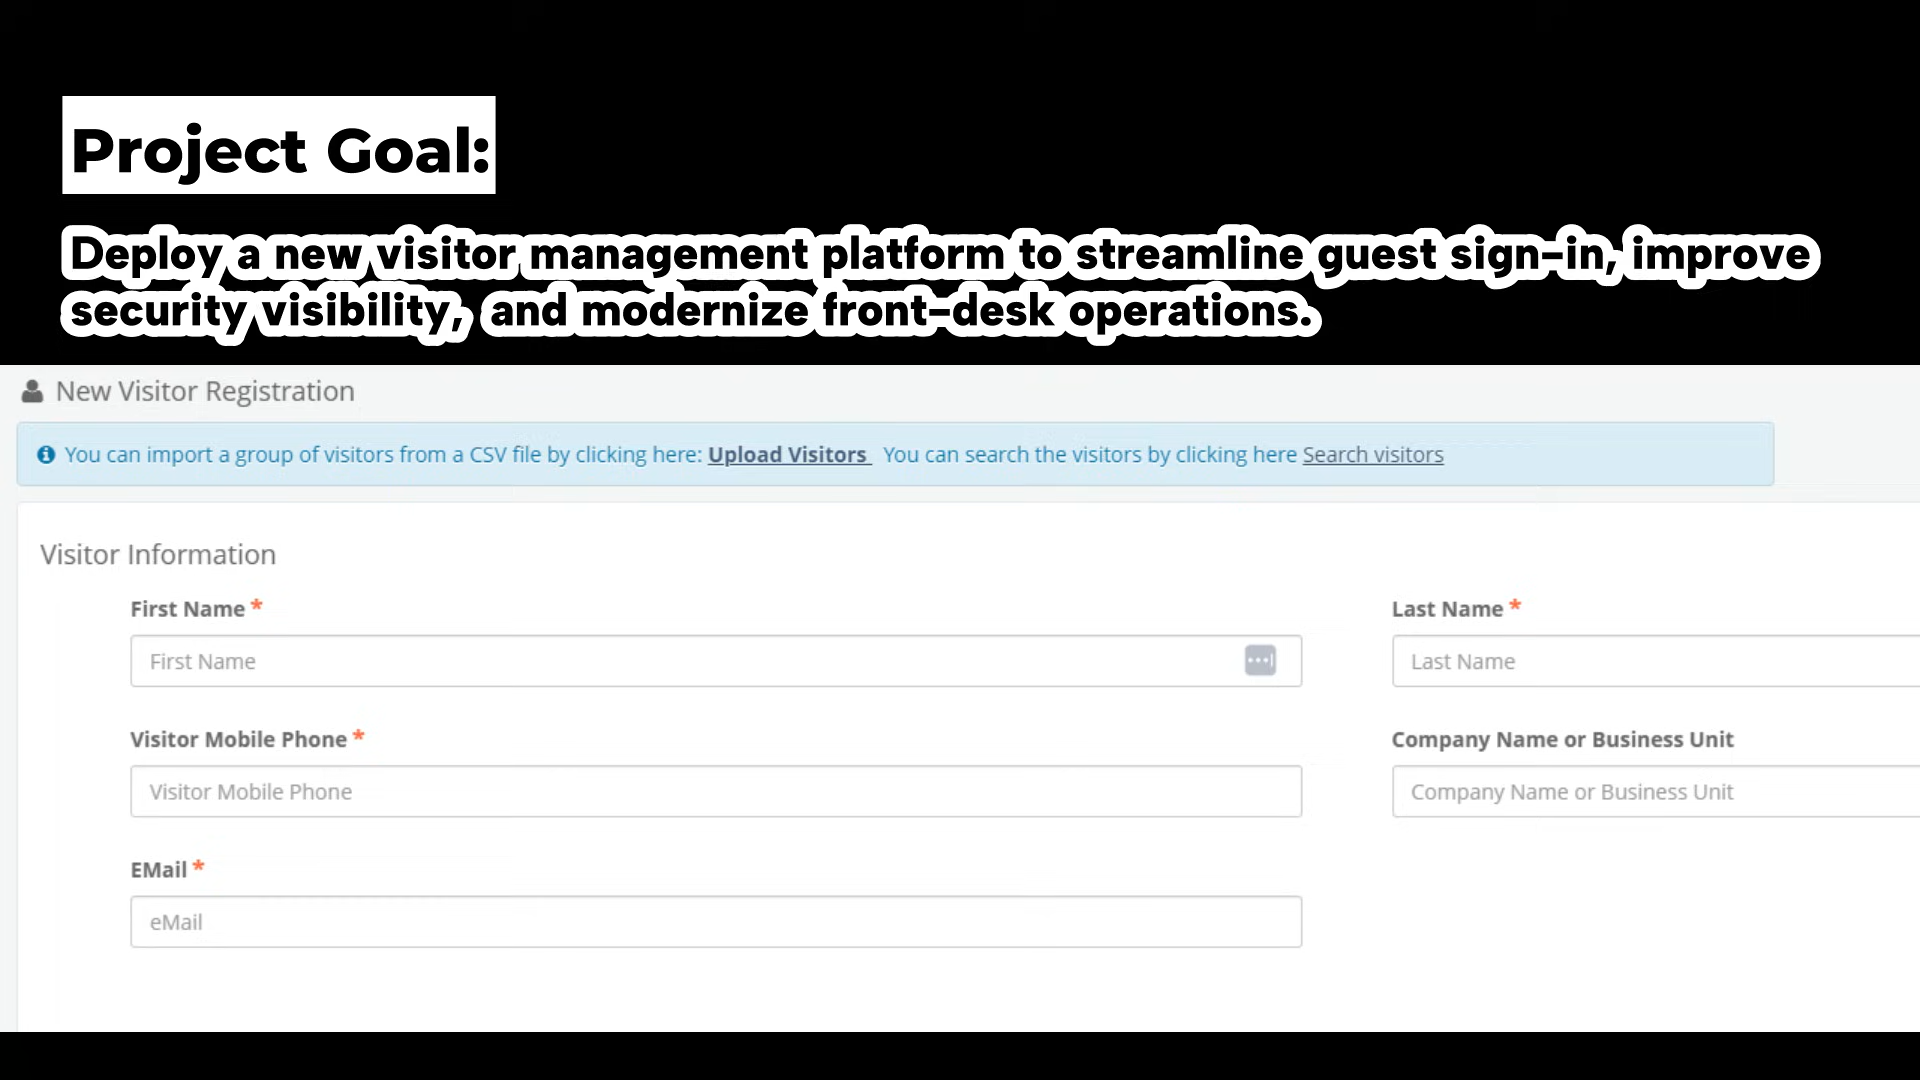 Project Goal:
Deploy a new visitor management platform to streamline guest sign-in, improve
security visibility, and modernize front-desk operations.
New Visitor Registration
You can import a group of visitors from a CSV file by clicking here: Upload Visitors You can search the visitors by clicking here Search visitors
Visitor Information
First Name * Last Name *
First Name Last Name
Visitor Mobile Phone * Company Name or Business Unit
Visitor Mobile Phone Company Name or Business Unit
EMail *
eMail